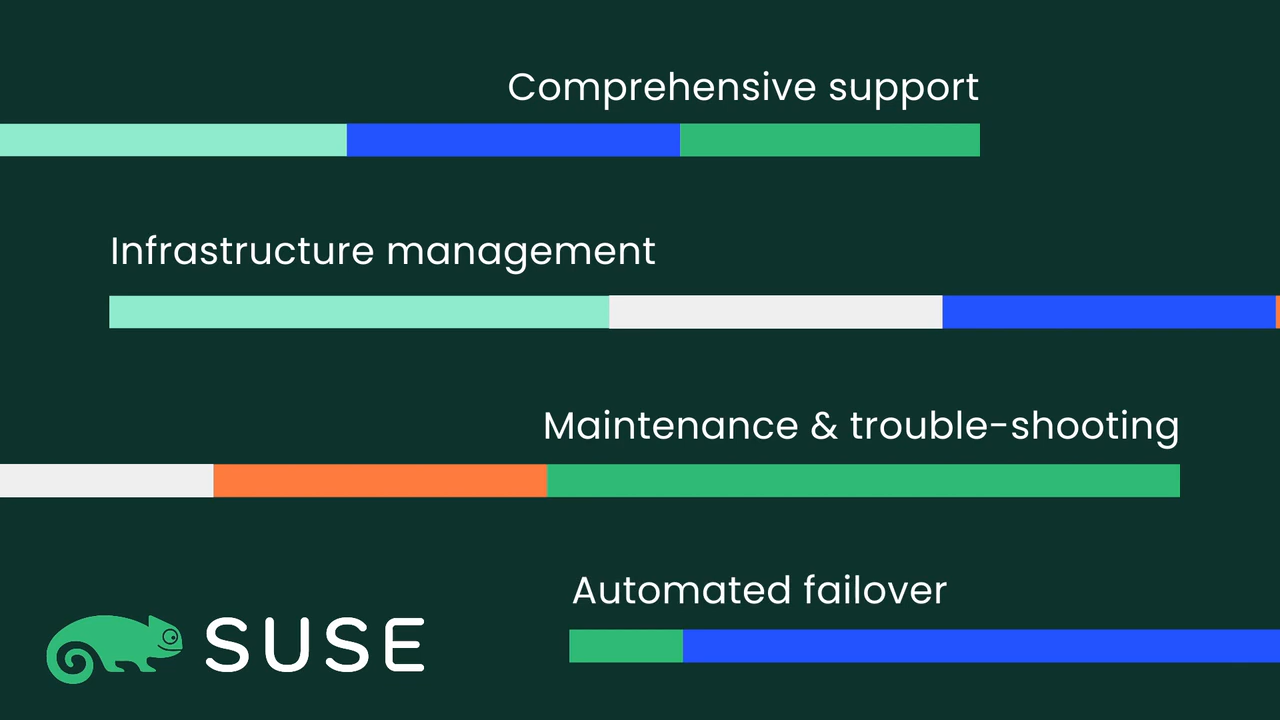 Comprehensive support
Infrastructure management
Maintenance & trouble-shooting
Automated failover
SUSE